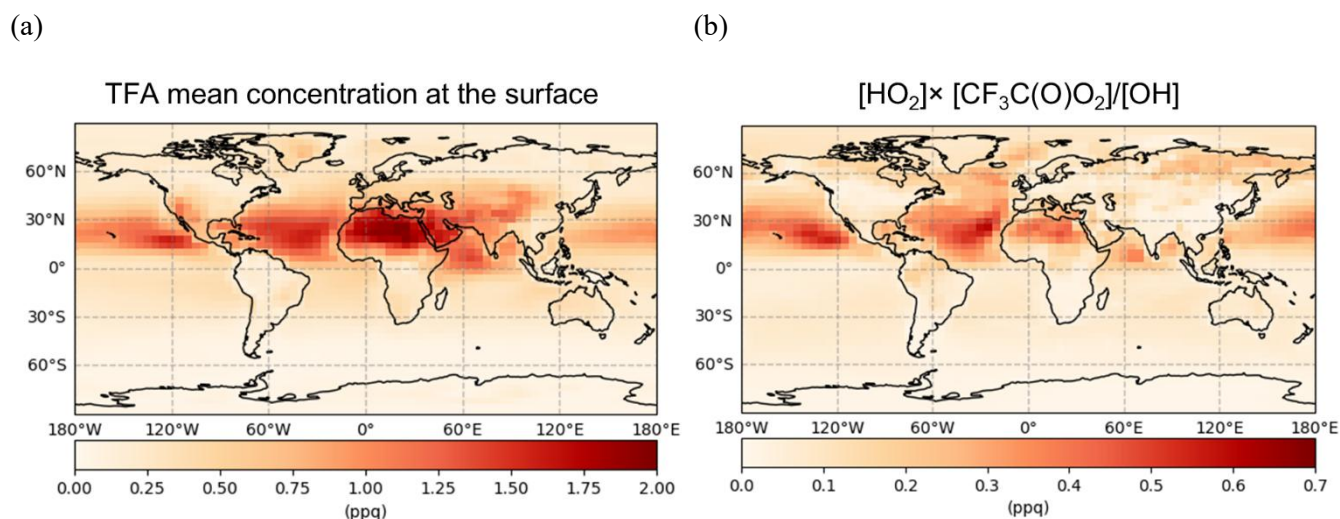 (a)
TFA mean concentration at the surface
60°N
30°N
0°
30°S
60°S
180°W 120°W 60°W 0° 60°E 120°E 180°E
0.00 0.25 0.50 0.75 1.00 1.25 1.50 1.75 2.00
(ppq)
(b)
[HO₂]× [CF₃C(O)O₂]/[OH]
60°N
30°N
0°
30°S
60°S
180°W 120°W 60°W 0° 60°E 120°E 180°E
0.0 0.1 0.2 0.3 0.4 0.5 0.6 0.7
(ppq)